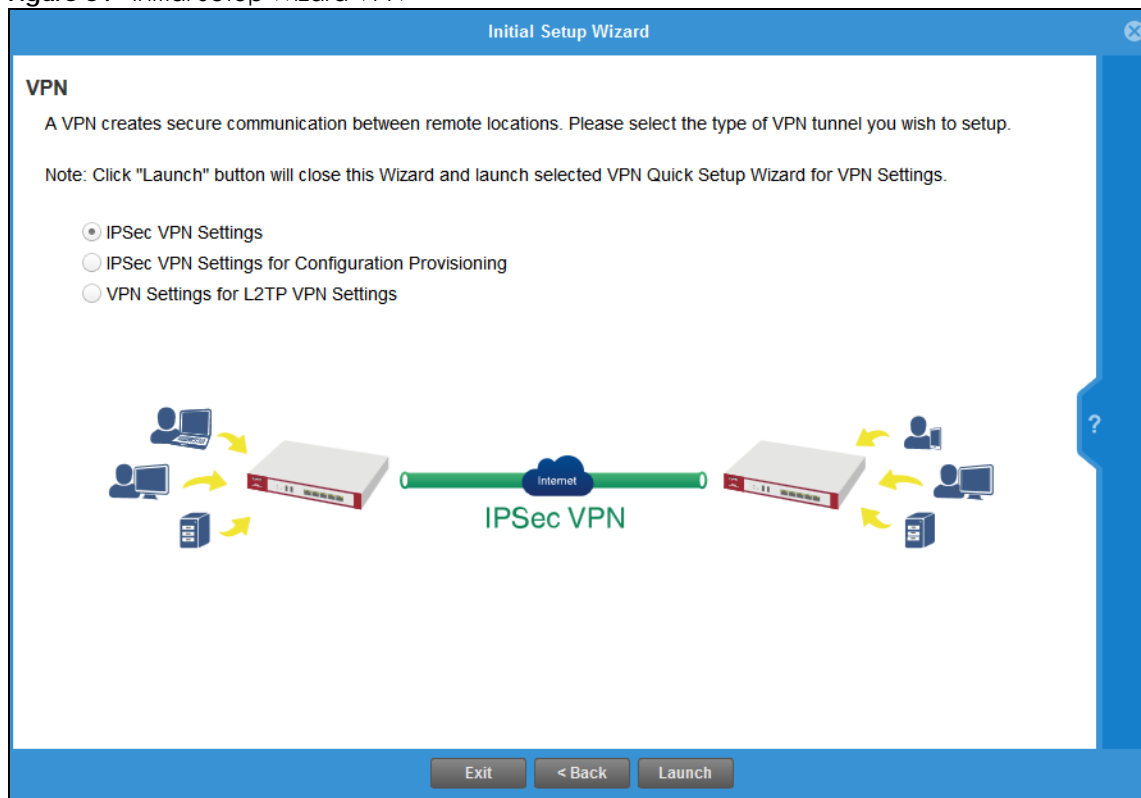 Initial Setup Wizard
VPN
A VPN creates secure communication between remote locations. Please select the type of VPN tunnel you wish to setup.
Note: Click "Launch" button will close this Wizard and launch selected VPN Quick Setup Wizard for VPN Settings.
IPSec VPN Settings
IPSec VPN Settings for Configuration Provisioning
VPN Settings for L2TP VPN Settings
?
Internet
IPSec VPN
Exit
< Back
Launch